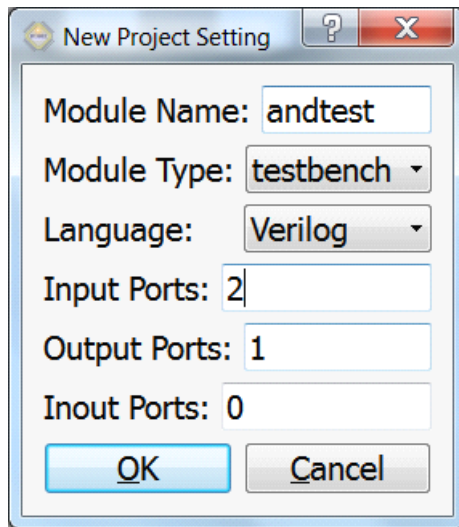 New Project Setting
Module Name: andtest
Module Type: testbench
Language: Verilog
Input Ports: 2
Output Ports: 1
Inout Ports: 0
OK Cancel